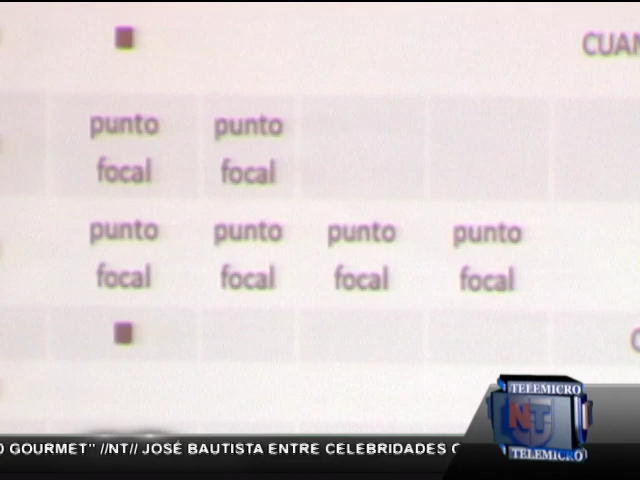 CUAN
punto punto
focal focal
punto punto punto punto
focal focal focal focal
TELEMICRO
NT
TELEMICRO
GOURMET" //NT// JOSÉ BAUTISTA ENTRE CELEBRIDADES